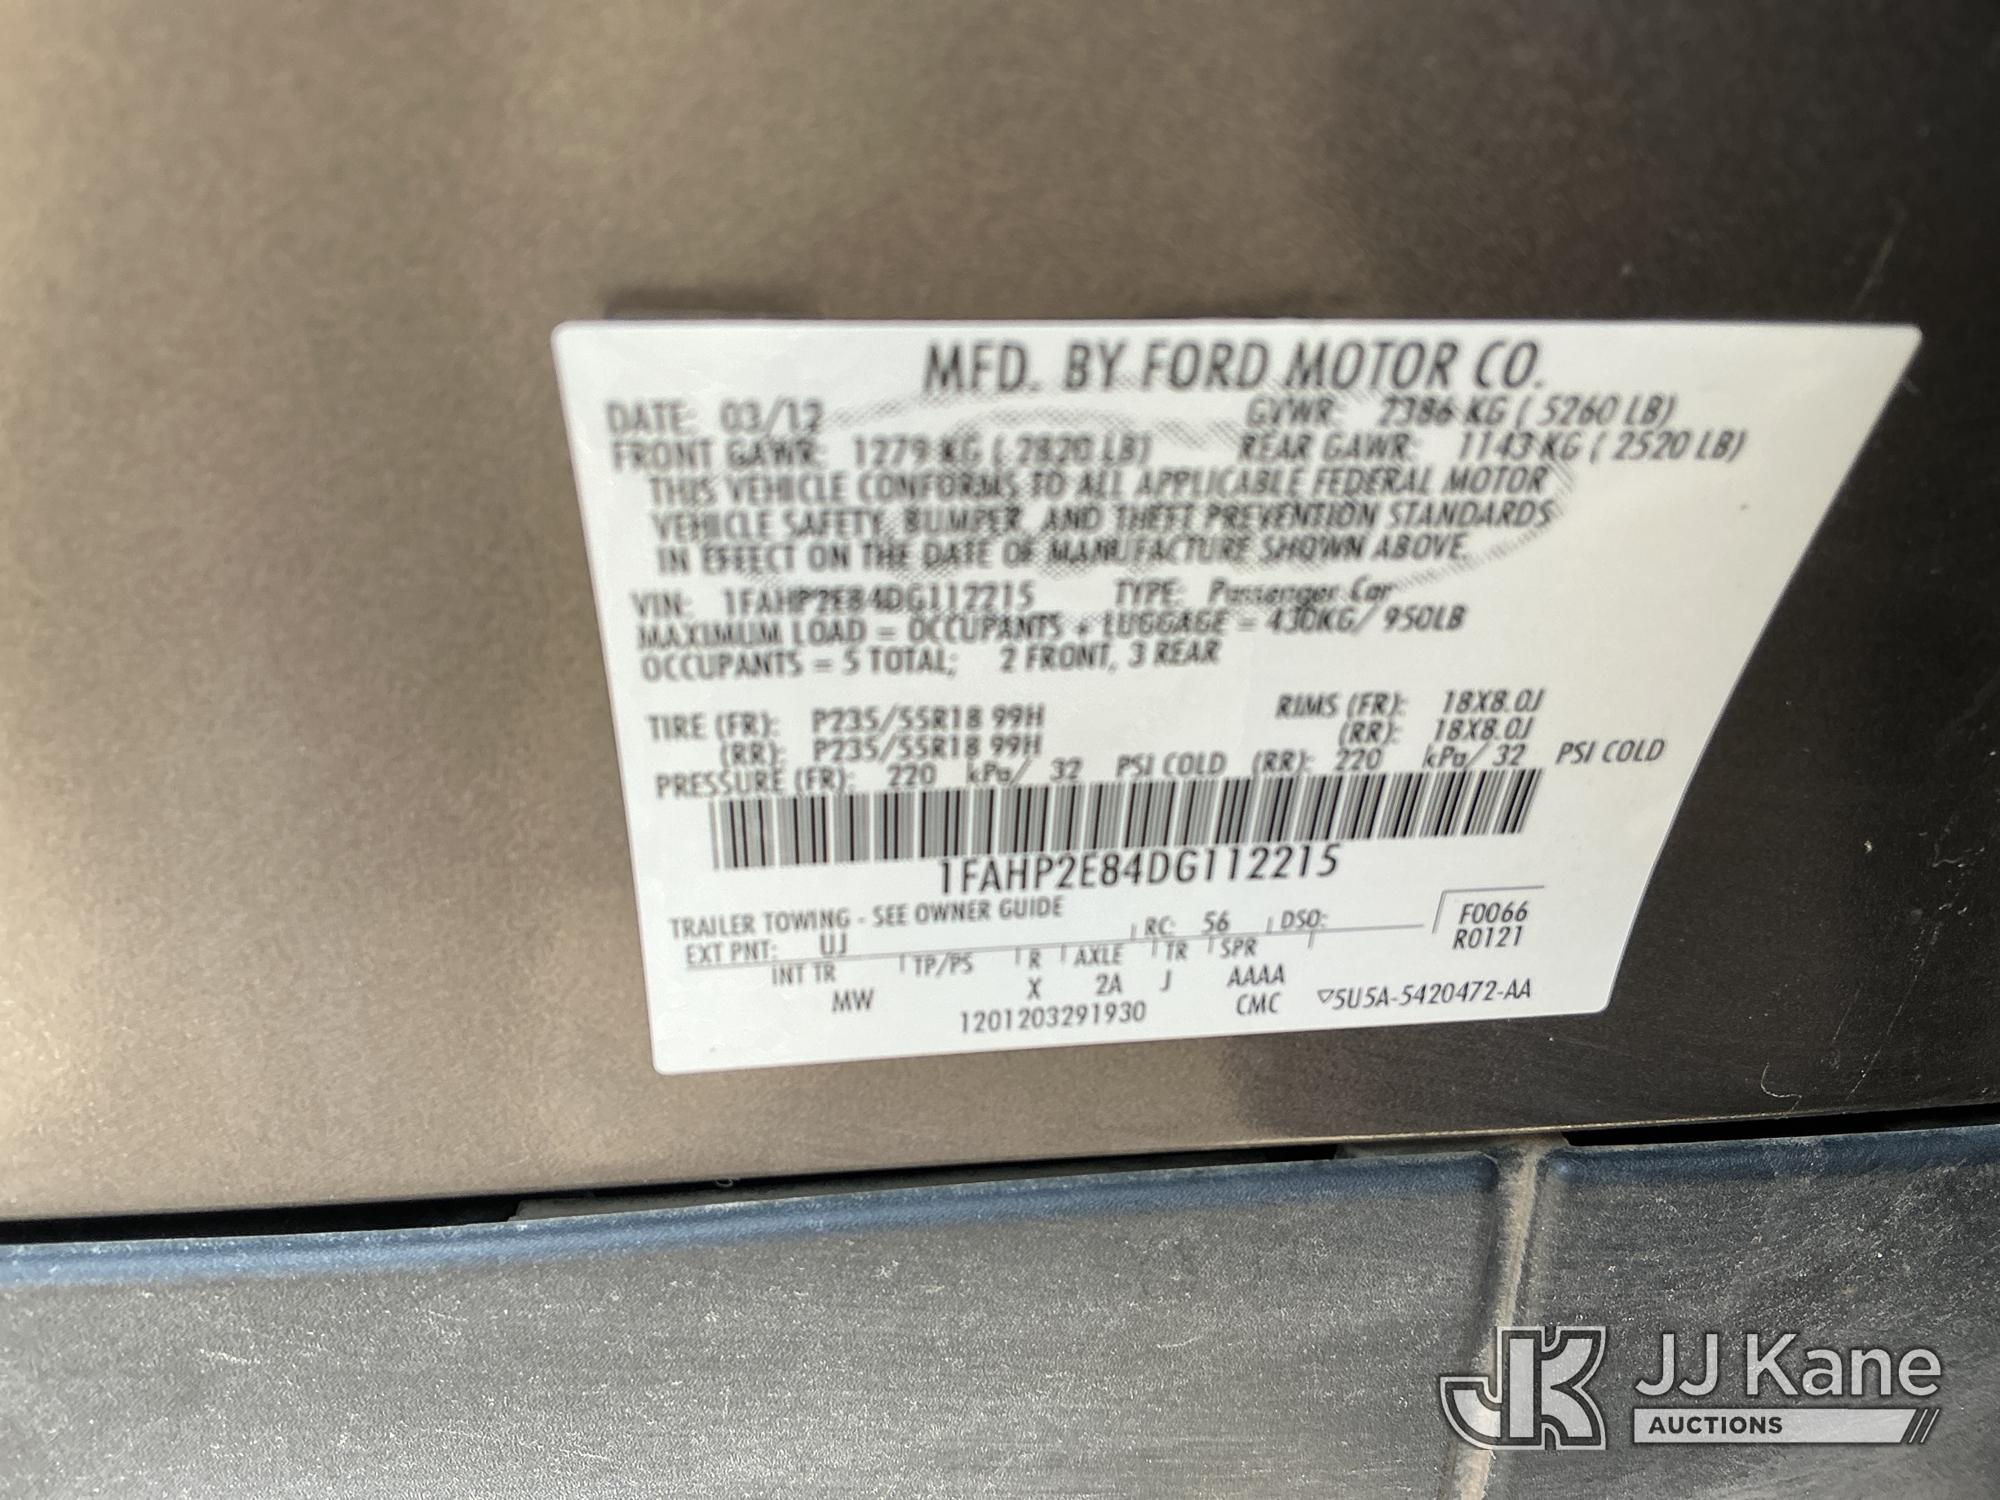 MFD. BY FORD MOTOR CO.
DATE: 03/12 GVWR: 2386 KG ( 5260 LB)
FRONT GAWR: 1279 KG ( 2820 LB) REAR GAWR: 1143 KG ( 2520 LB)
THIS VEHICLE CONFORMS TO ALL APPLICABLE FEDERAL MOTOR
VEHICLE SAFETY, BUMPER, AND THEFT PREVENTION STANDARDS
IN EFFECT ON THE DATE OF MANUFACTURE SHOWN ABOVE.
VIN: 1FAHP2E84DG112215 TYPE: Passenger Car
MAXIMUM LOAD = OCCUPANTS + LUGGAGE = 430KG/ 950LB
OCCUPANTS = 5 TOTAL; 2 FRONT, 3 REAR
TIRE (FR): P235/55R18 99H RIMS (FR): 18X8.0J
(RR): P235/55R18 99H (RR): 18X8.0J
PRESSURE (FR): 220 kPa/ 32 PSI COLD (RR): 220 kPa/ 32 PSI COLD
1FAHP2E84DG112215
TRAILER TOWING - SEE OWNER GUIDE
EXT PNT: UJ RC: 56 DSO: F0066
R0121
INT TR TP/PS R AXLE TR SPR
MW X 2A J AAAA
1201203291930 CMC ▽5U5A-5420472-AA
JK JJ Kane
AUCTIONS